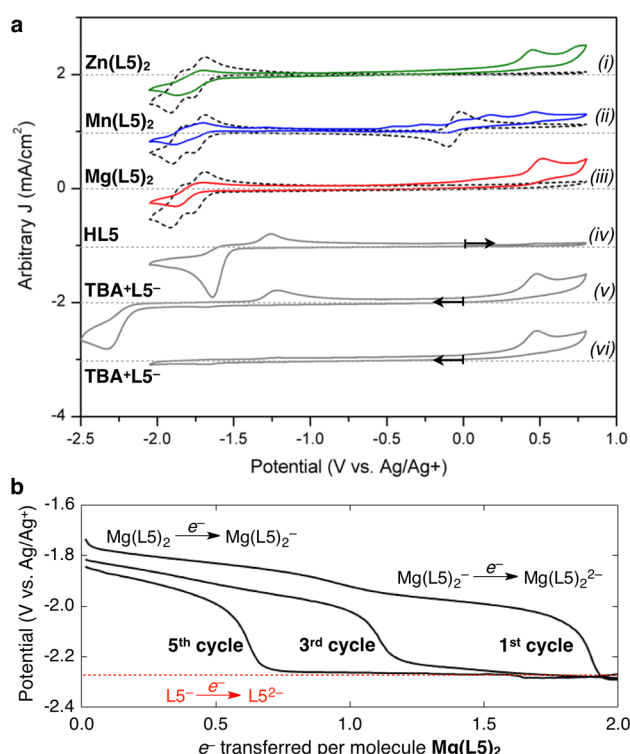 a
Zn(L5)₂
(i)
Mn(L5)₂
(ii)
Mg(L5)₂
(iii)
HL5
(iv)
TBA⁺L5⁻
(v)
TBA⁺L5⁻
(vi)
2
0
-2
-4
Arbitrary J (mA/cm²)
-2.5 -2.0 -1.5 -1.0 -0.5 0.0 0.5 1.0
Potential (V vs. Ag/Ag+)
b
-1.6
-1.8
-2.0
-2.2
-2.4
Potential (V vs. Ag/Ag⁺)
Mg(L5)₂ e⁻ Mg(L5)₂⁻
Mg(L5)₂⁻ e⁻ Mg(L5)₂²⁻
5th cycle 3rd cycle 1st cycle
L5⁻ e⁻ L5²⁻
0.0 0.5 1.0 1.5 2.0
e⁻ transferred per molecule Mg(L5)₂